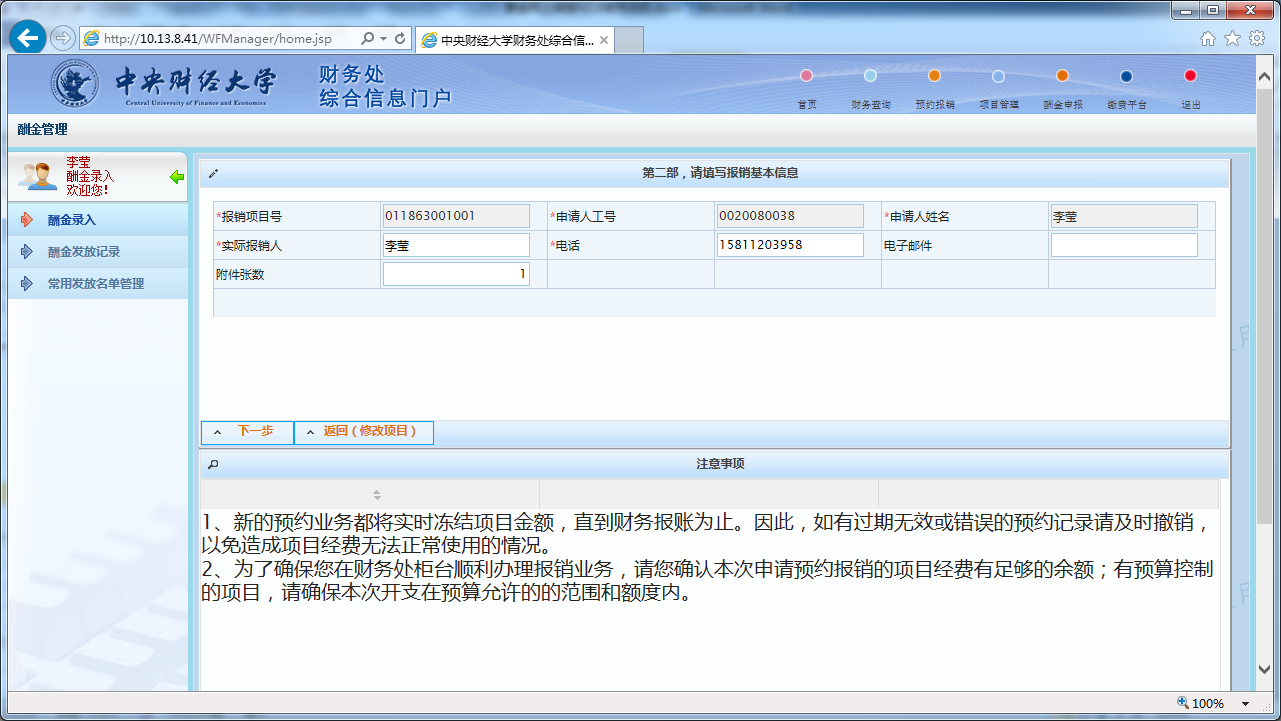 http://10.13.8.41/WFManager/home.jsp
中央财经大学财务处综合信...
中央财经大学
Central University of Finance and Economics
财务处
综合信息门户
首页 财务查询 预约报销 项目管理 酬金申报 缴费平台 退出
酬金管理
李莹
酬金录入
欢迎您！
酬金录入
酬金发放记录
常用发放名单管理
第二部，请填写报销基本信息
*报销项目号 011863001001 *申请人工号 0020080038 *申请人姓名 李莹
*实际报销人 李莹 *电话 15811203958 电子邮件
附件张数 1
下一步 返回（修改项目）
注意事项
1、新的预约业务都将实时冻结项目金额，直到财务报账为止。因此，如有过期无效或错误的预约记录请及时撤销，
以免造成项目经费无法正常使用的情况。
2、为了确保您在财务处柜台顺利办理报销业务，请您确认本次申请预约报销的项目经费有足够的余额；有预算控制
的项目，请确保本次开支在预算允许的的范围和额度内。
100%